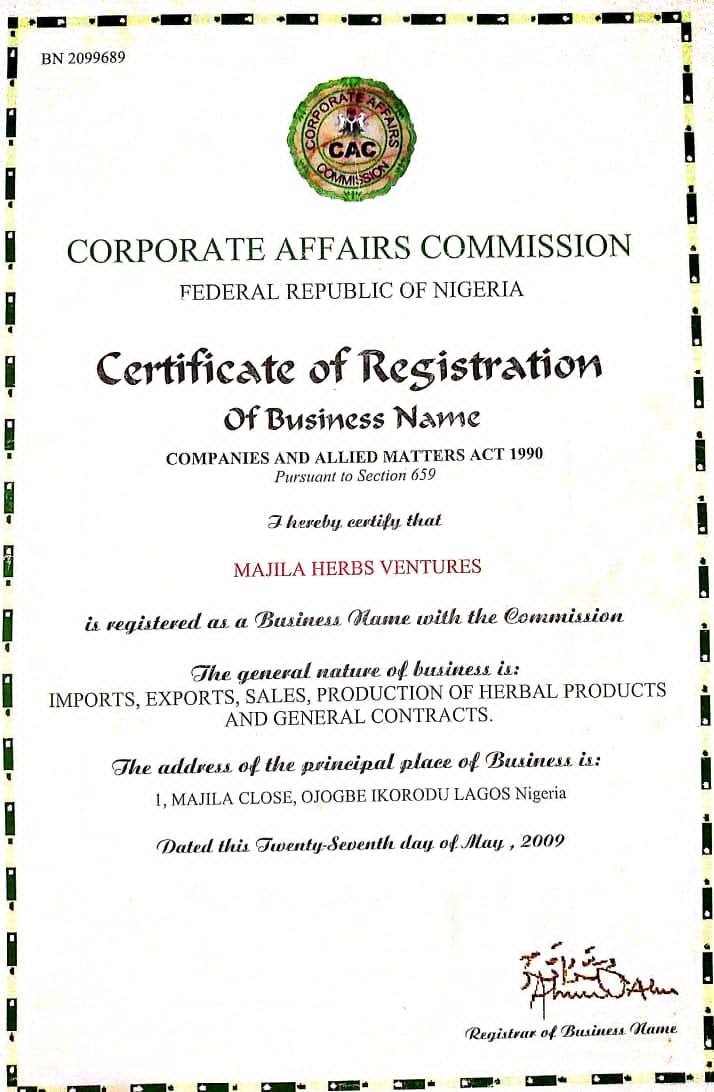 BN 2099689
CORPORATE AFFAIRS
CAC
COMMISSION
CORPORATE AFFAIRS COMMISSION
FEDERAL REPUBLIC OF NIGERIA
Certificate of Registration
Of Business Name
COMPANIES AND ALLIED MATTERS ACT 1990
Pursuant to Section 659
I hereby certify that
MAJILA HERBS VENTURES
is registered as a Business Name with the Commission
The general nature of business is:
IMPORTS, EXPORTS, SALES, PRODUCTION OF HERBAL PRODUCTS
AND GENERAL CONTRACTS.
The address of the principal place of Business is:
1, MAJILA CLOSE, OJOGBE IKORODU LAGOS Nigeria
Dated this Twenty-Seventh day of May , 2009
Registrar of Business Name